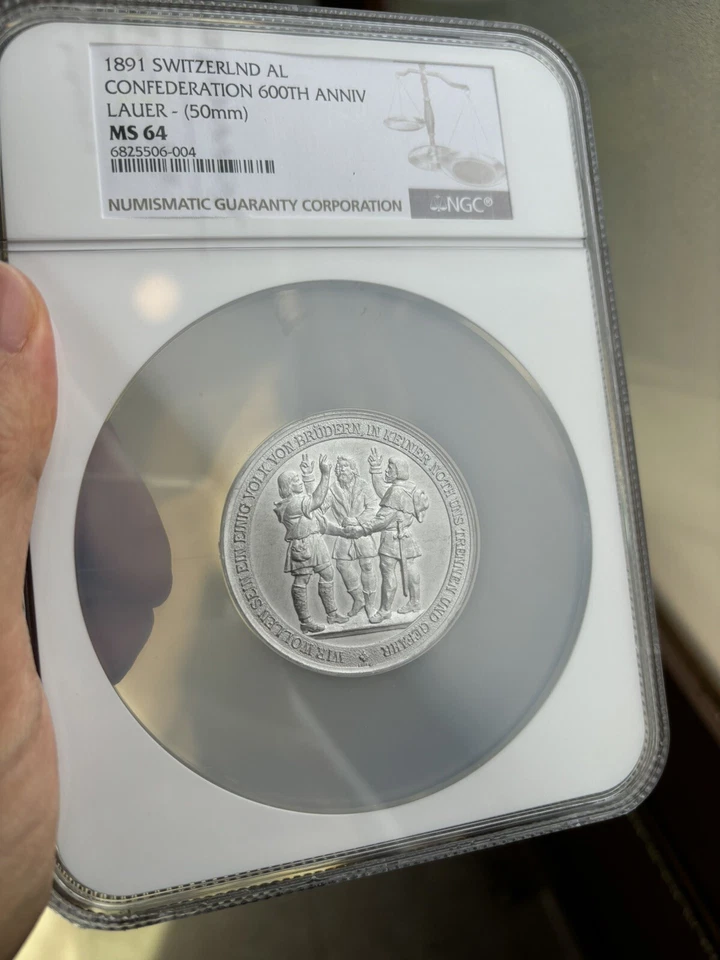 1891 SWITZERLND AL
CONFEDERATION 600TH ANNIV
LAUER - (50mm)
MS 64
6825506-004
NUMISMATIC GUARANTY CORPORATION
NGC®
WIR WOLLEN SEIN EIN EINIG VOLK VON BRÜDERN, IN KEINER NOTH UNS TRENNEN UND GEFAHR